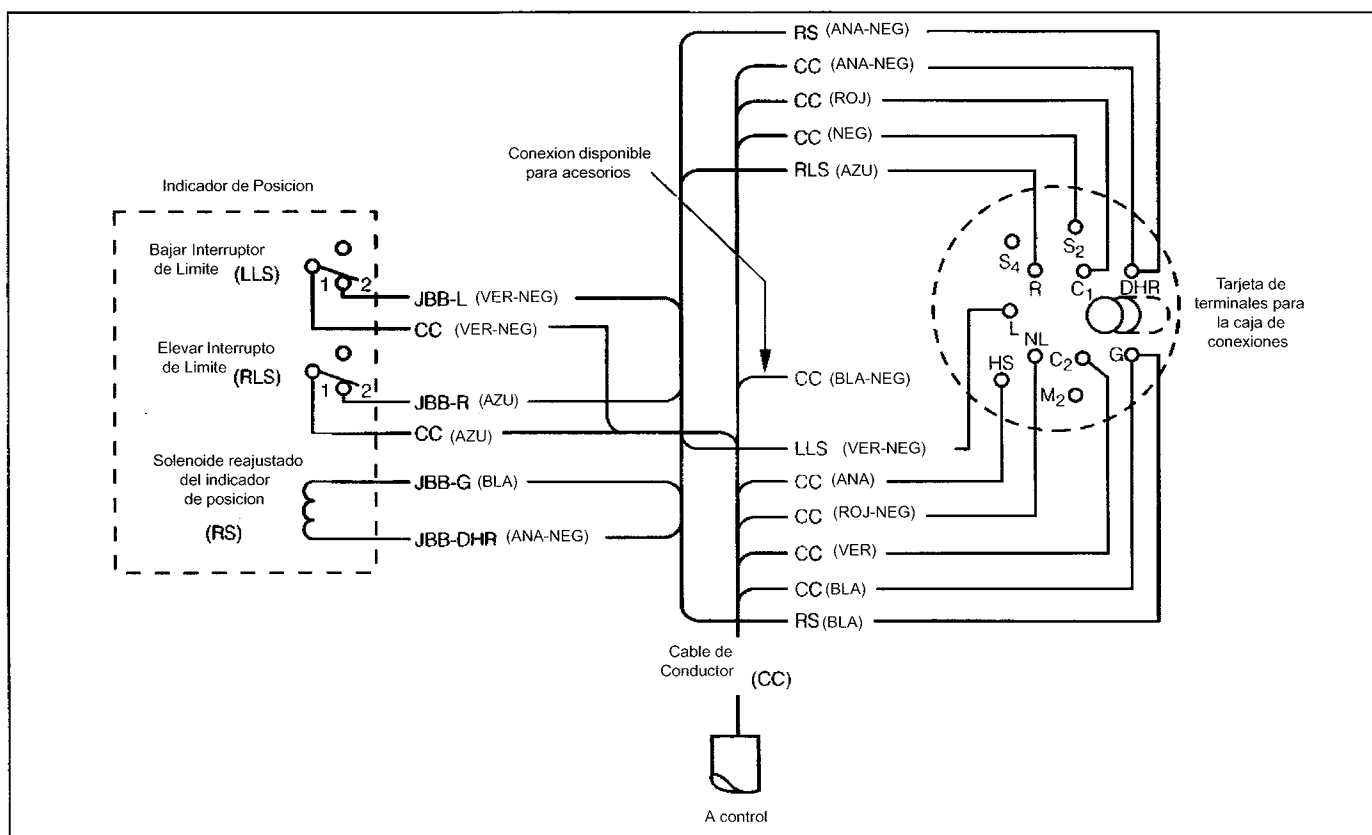 RS (ANA-NEG)
CC (ANA-NEG)
CC (ROJ)
CC (NEG)
RLS (AZU)
Conexion disponible
para acesorios
Indicador de Posicion
Bajar Interruptor
de Limite (LLS)
1 2
JBB-L (VER-NEG)
CC (VER-NEG)
Elevar Interrupto
de Limite (RLS)
1 2
JBB-R (AZU)
CC (AZU)
Solenoide reajustado
del indicador
de posicion
(RS)
JBB-G (BLA)
JBB-DHR (ANA-NEG)
S4
S2
R
C1
DHR
L
NL
HS
C2
G
M2
Tarjeta de
terminales para
la caja de
conexiones
CC (BLA-NEG)
LLS (VER-NEG)
CC (ANA)
CC (ROJ-NEG)
CC (VER)
CC (BLA)
RS (BLA)
Cable de
Conductor (CC)
A control